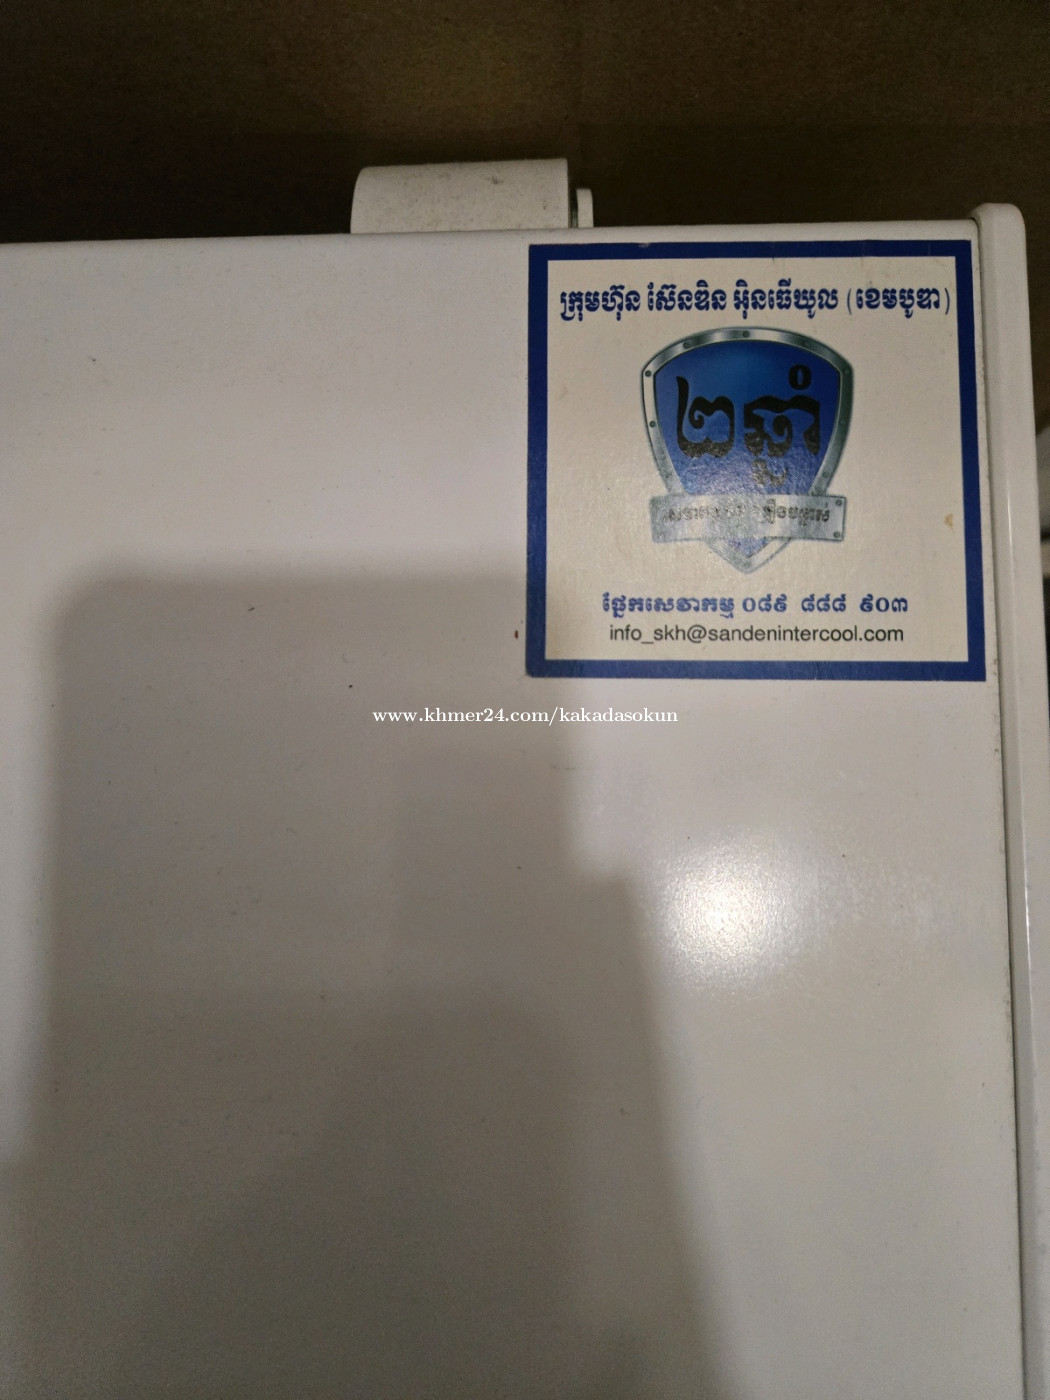 ក្រុមហ៊ុន ស៊ែនឌិន អ៊ិនធើឃូល (ខេមបូឌា)
២ឆ្នាំ
ផ្នែកសេវាកម្ម ០៨៩ ៨៨៨ ៩០៣
info_skh@sandenintercool.com
www.khmer24.com/kakadasokun